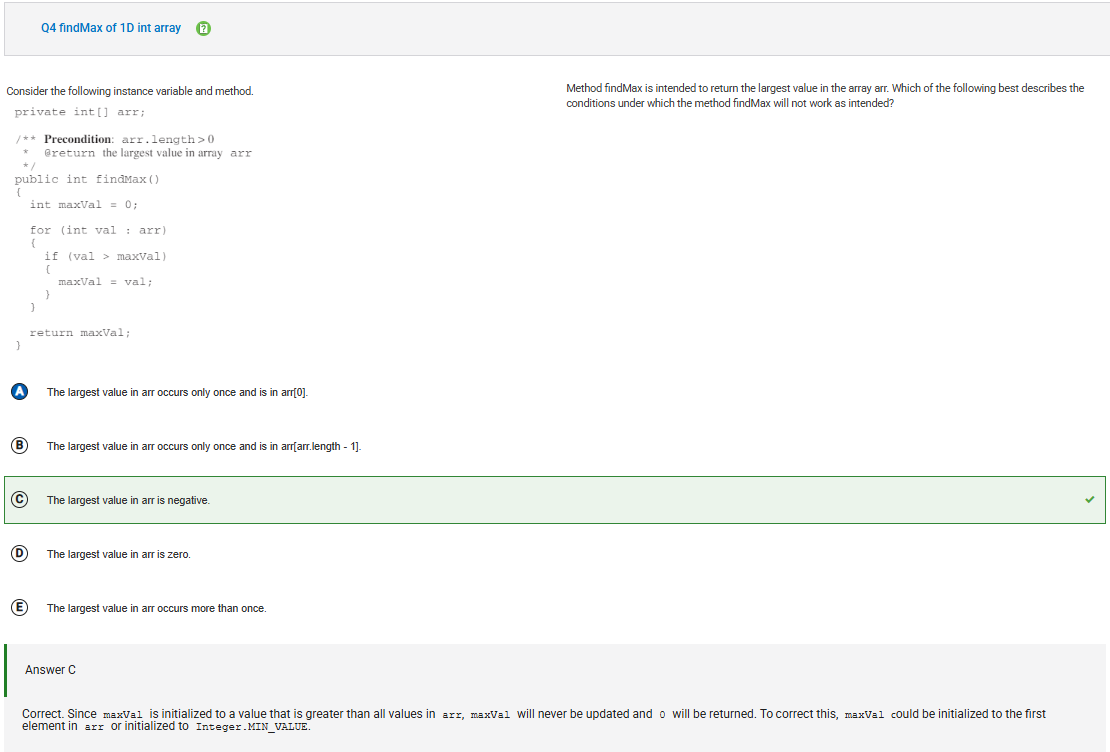 Q4 findMax of 1D int array
Consider the following instance variable and method.
private int[] arr;
/** Precondition: arr.length>0
* @return the largest value in array arr
*/
public int findMax()
{
int maxVal = 0;
for (int val : arr)
{
if (val > maxVal)
{
maxVal = val;
}
}
return maxVal;
}
Method findMax is intended to return the largest value in the array arr. Which of the following best describes the
conditions under which the method findMax will not work as intended?
A The largest value in arr occurs only once and is in arr[0].
B The largest value in arr occurs only once and is in arr[arr.length - 1].
C The largest value in arr is negative.
D The largest value in arr is zero.
E The largest value in arr occurs more than once.
Answer C
Correct. Since maxVal is initialized to a value that is greater than all values in arr, maxVal will never be updated and 0 will be returned. To correct this, maxVal could be initialized to the first
element in arr or initialized to Integer.MIN_VALUE.